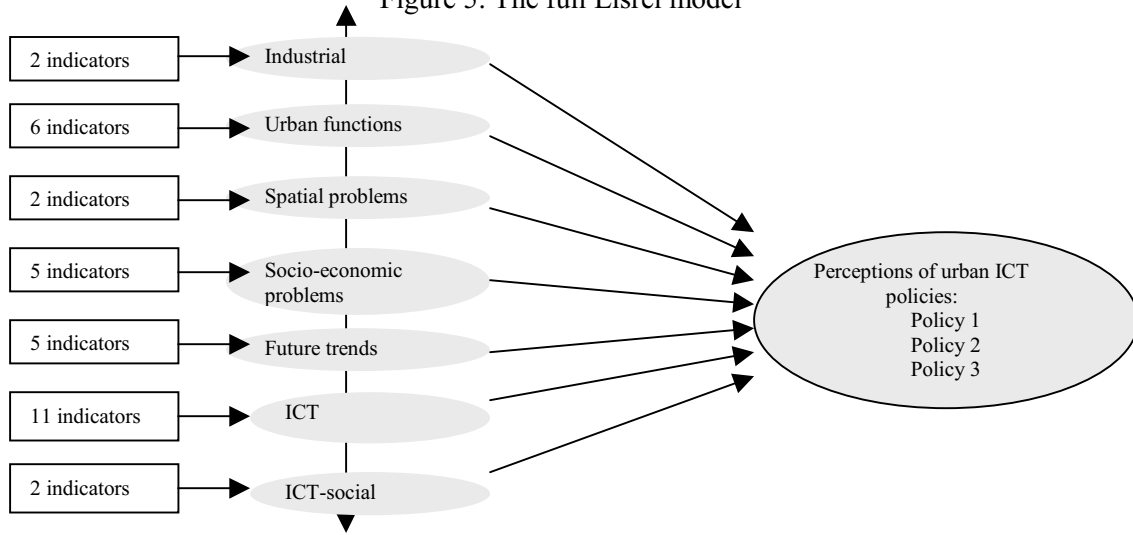 Figure 5: The full Lisrel model
2 indicators
Industrial
6 indicators
Urban functions
2 indicators
Spatial problems
5 indicators
Socio-economic
problems
5 indicators
Future trends
11 indicators
ICT
2 indicators
ICT-social
Perceptions of urban ICT
policies:
Policy 1
Policy 2
Policy 3